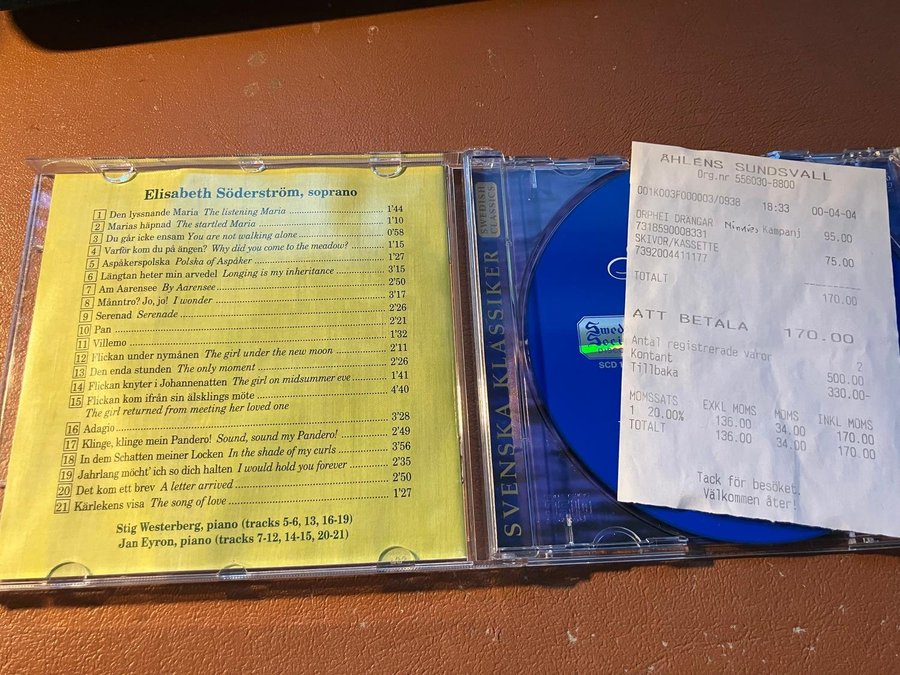 Elisabeth Söderström, soprano
1 Den lyssnande Maria The listening Maria 1'44
2 Marias häpnad The startled Maria 1'10
3 Du går icke ensam You are not walking alone 0'58
4 Varför kom du på ängen? Why did you come to the meadow? 1'15
5 Aspåkerspolska Polska of Aspåker 1'27
6 Längtan heter min arvedel Longing is my inheritance 3'15
7 Am Aarensee By Aarensee 2'50
8 Månntro? Jo, jo! I wonder 3'17
9 Serenad Serenade 2'26
10 Pan 2'21
11 Villemo 1'32
12 Flickan under nymånen The girl under the new moon 2'11
13 Den enda stunden The only moment 2'26
14 Flickan knyter i Johannenatten The girl on midsummer eve 1'41
15 Flickan kom ifrån sin älsklings möte 4'40
The girl returned from meeting her loved one
16 Adagio 3'28
17 Klinge, klinge mein Pandero! Sound, sound my Pandero! 2'49
18 In dem Schatten meiner Locken In the shade of my curls 3'56
19 Jahrlang möcht' ich so dich halten I would hold you forever 2'35
20 Det kom ett brev A letter arrived 2'50
21 Kärlekens visa The song of love 1'27
Stig Westerberg, piano (tracks 5-6, 13, 16-19)
Jan Eyron, piano (tracks 7-12, 14-15, 20-21)
SWEDISH
CLASSICS
SVENSKA KLASSIKER
SCD
ÅHLENS SUNDSVALL
Org.nr 556030-8800
001K003F000003/0938 18:33 00-04-04
ORPHEI DRÄNGAR Kampanj 95.00
7318590008331
SKIVOR/KASSETTE 75.00
7392004411177
TOTALT 170.00
ATT BETALA 170.00
Antal registrerade varor 2
Kontant 500.00
Tillbaka 330.00-
MOMSSATS EXKL MOMS MOMS INKL MOMS
1 20.00% 136.00 34.00 170.00
TOTALT 136.00 34.00 170.00
Tack för besöket.
Välkommen åter!